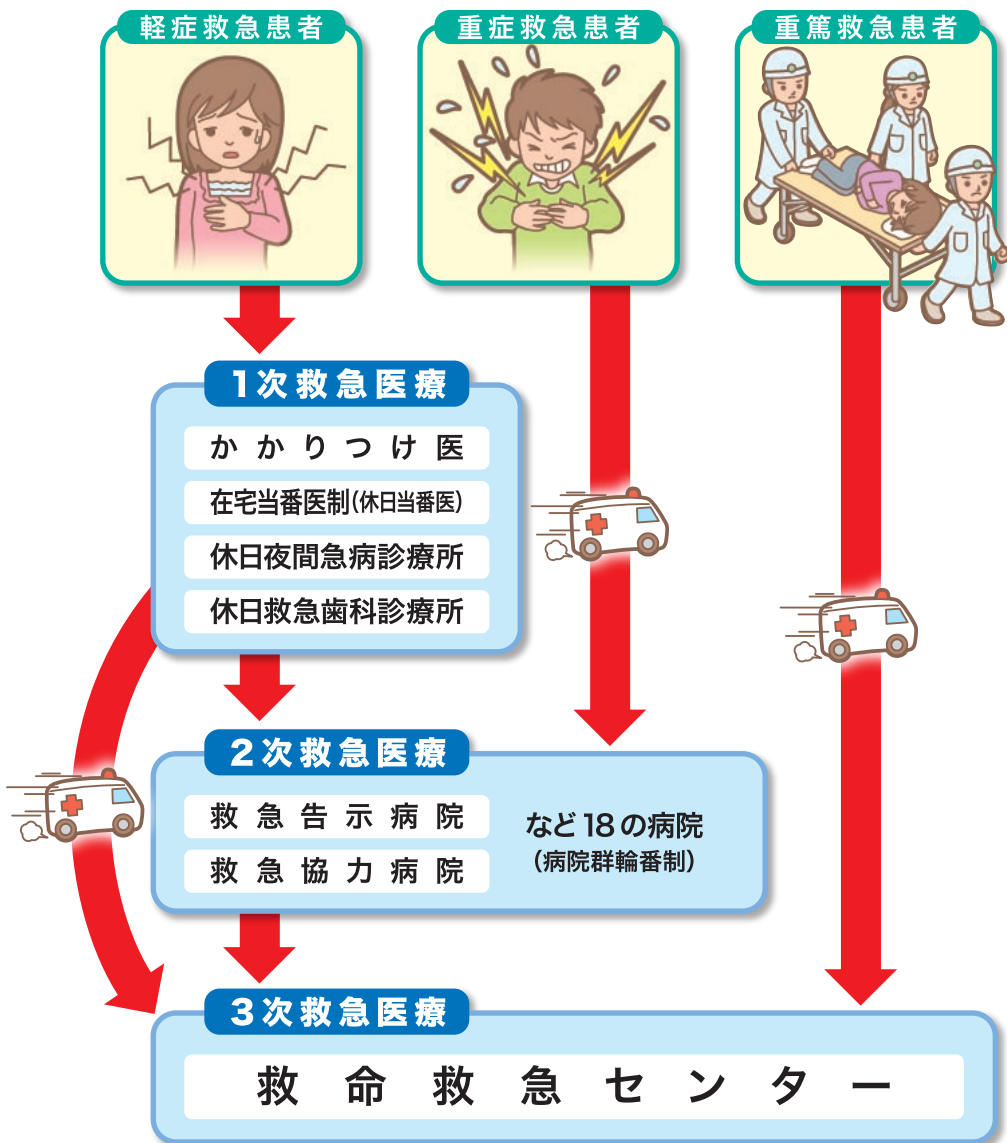 軽症救急患者
重症救急患者
重篤救急患者
1次救急医療
かかりつけ医
在宅当番医制(休日当番医)
休日夜間急病診療所
休日救急歯科診療所
2次救急医療
救急告示病院
救急協力病院
など18の病院
(病院群輪番制)
3次救急医療
救命救急センター